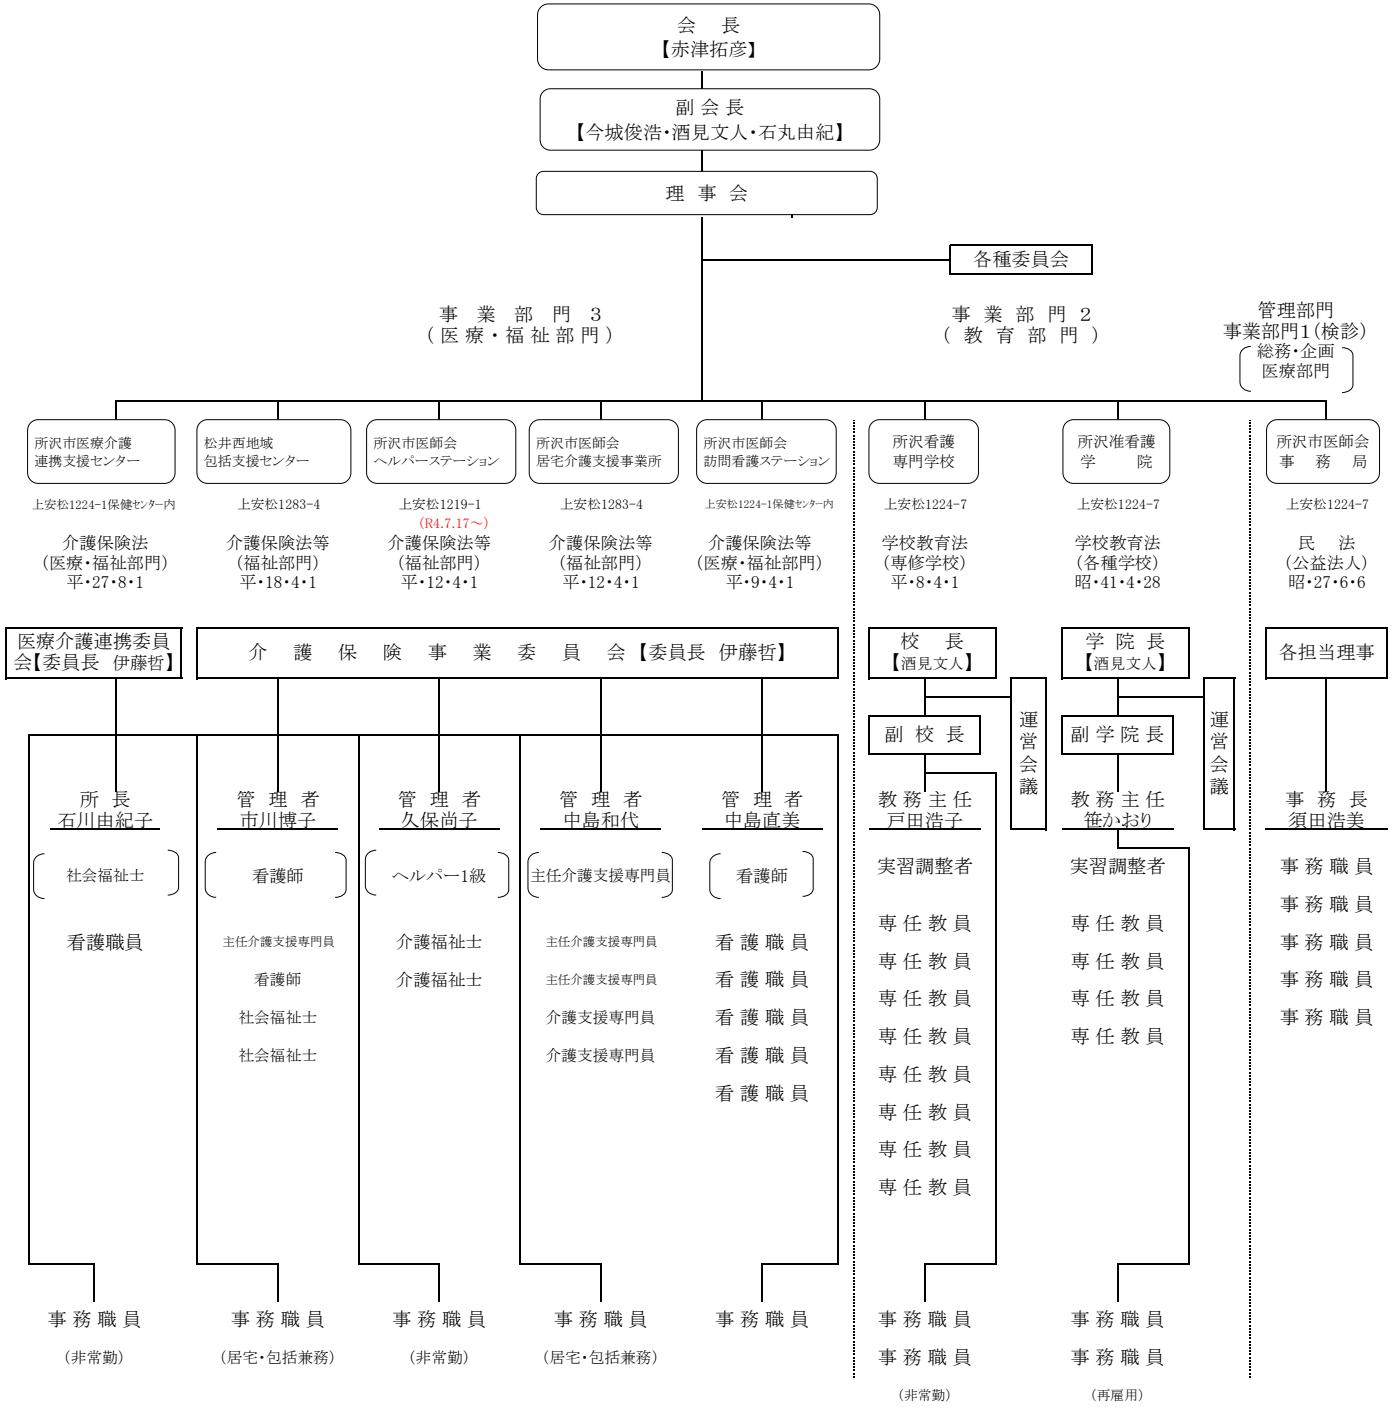 会 長
【赤津拓彦】
副 会 長
【今城俊浩・酒見文人・石丸由紀】
理 事 会
各種委員会
事 業 部 門 3
（医療・福祉部門）
事 業 部 門 2
（ 教 育 部 門 ）
管理部門
事業部門1（検診）
総務・企画
医療部門
所沢市医療介護
連携支援センター
上安松1224-1保健センター内
介護保険法
(医療・福祉部門)
平・27・8・1
松井西地域
包括支援センター
上安松1283-4
介護保険法等
(福祉部門)
平・18・4・1
所沢市医師会
ヘルパーステーション
上安松1219-1
(R4.7.17～)
介護保険法等
(福祉部門)
平・12・4・1
所沢市医師会
居宅介護支援事業所
上安松1283-4
介護保険法等
(福祉部門)
平・12・4・1
所沢市医師会
訪問看護ステーション
上安松1224-1保健センター内
介護保険法等
(医療・福祉部門)
平・9・4・1
所沢看護
専門学校
上安松1224-7
学校教育法
(専修学校)
平・8・4・1
所沢准看護
学 院
上安松1224-7
学校教育法
(各種学校)
昭・41・4・28
所沢市医師会
事 務 局
上安松1224-7
民 法
(公益法人)
昭・27・6・6
医療介護連携委員
会【委員長 伊藤哲】
介 護 保 険 事 業 委 員 会【委員長 伊藤哲】
校 長
【酒見文人】
学 院 長
【酒見文人】
各担当理事
副 校 長
運営会議
副 学 院 長
運営会議
所 長
石川由紀子
社会福祉士
看護職員
事 務 職 員
(非常勤)
管 理 者
市川博子
看護師
主任介護支援専門員
看護師
社会福祉士
社会福祉士
事 務 職 員
(居宅・包括兼務)
管 理 者
久保尚子
ヘルパー1級
介護福祉士
介護福祉士
事 務 職 員
(非常勤)
管 理 者
中島和代
主任介護支援専門員
主任介護支援専門員
主任介護支援専門員
介護支援専門員
介護支援専門員
事 務 職 員
(居宅・包括兼務)
管 理 者
中島直美
看護師
看 護 職 員
看 護 職 員
看 護 職 員
看 護 職 員
看 護 職 員
事 務 職 員
教 務 主 任
戸田浩子
実習調整者
専 任 教 員
専 任 教 員
専 任 教 員
専 任 教 員
専 任 教 員
専 任 教 員
専 任 教 員
専 任 教 員
事 務 職 員
事 務 職 員
(非常勤)
教 務 主 任
笹かおり
実習調整者
専 任 教 員
専 任 教 員
専 任 教 員
専 任 教 員
事 務 職 員
事 務 職 員
(再雇用)
事 務 長
須田浩美
事 務 職 員
事 務 職 員
事 務 職 員
事 務 職 員
事 務 職 員